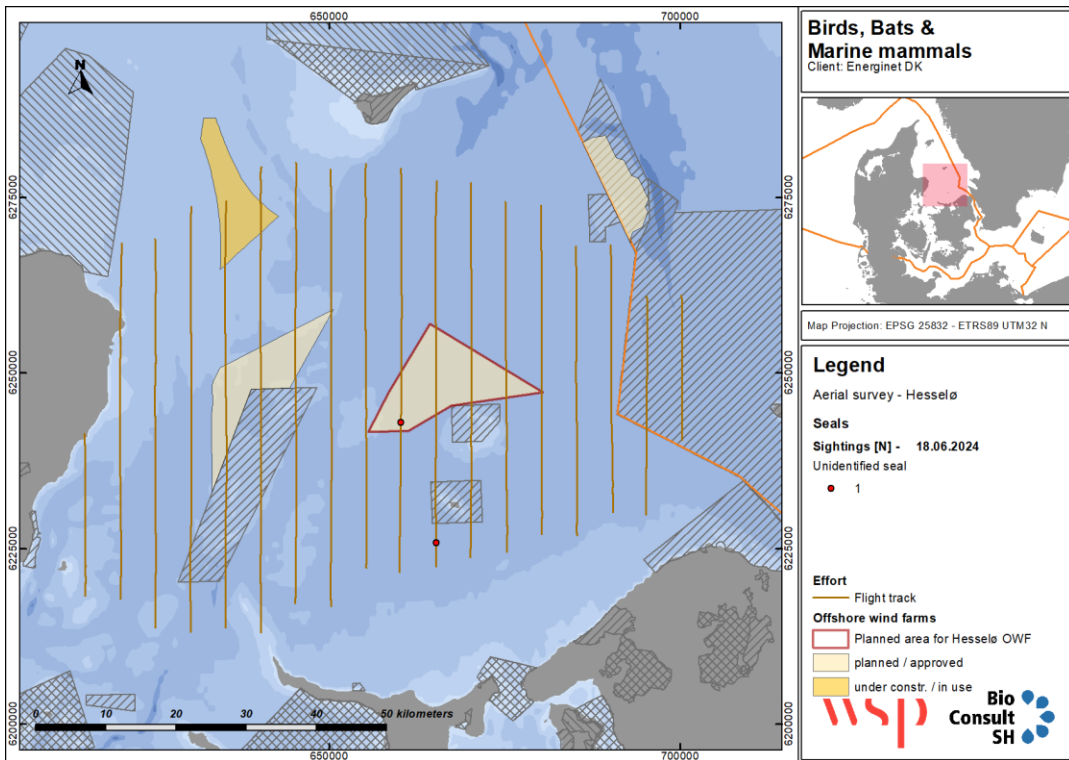 650000
700000
N
6275000
6275000
6250000
6250000
6225000
6225000
6200000
6200000
0
10
20
30
40
50 kilometers
650000
700000
Birds, Bats &
Marine mammals
Client: Energinet DK
Map Projection: EPSG 25832 - ETRS89 UTM32 N
Legend
Aerial survey - Hesselø
Seals
Sightings [N] - 18.06.2024
Unidentified seal
1
Effort
Flight track
Offshore wind farms
Planned area for Hesselø OWF
planned / approved
under constr. / in use
wsp
Bio
Consult
SH